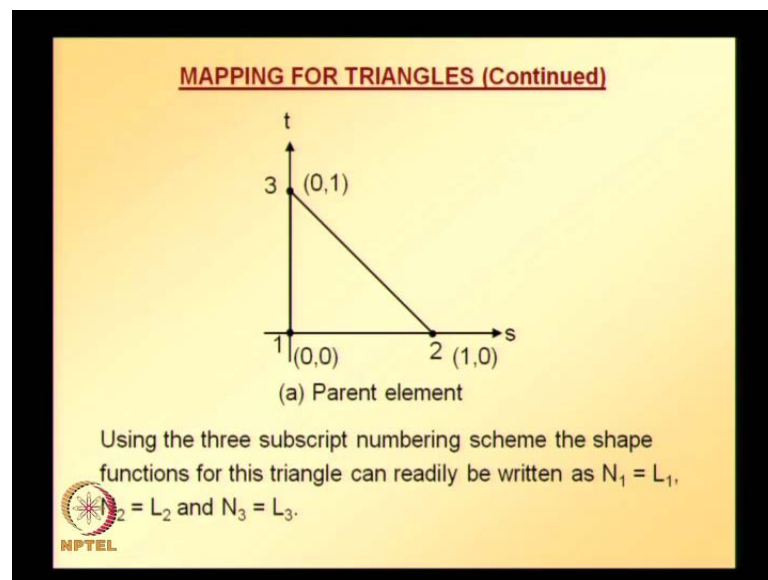 MAPPING FOR TRIANGLES (Continued)
t
3 (0,1)
s
1 (0,0)
2 (1,0)
(a) Parent element
Using the three subscript numbering scheme the shape
functions for this triangle can readily be written as N₁ = L₁,
N₂ = L₂ and N₃ = L₃.
NPTEL